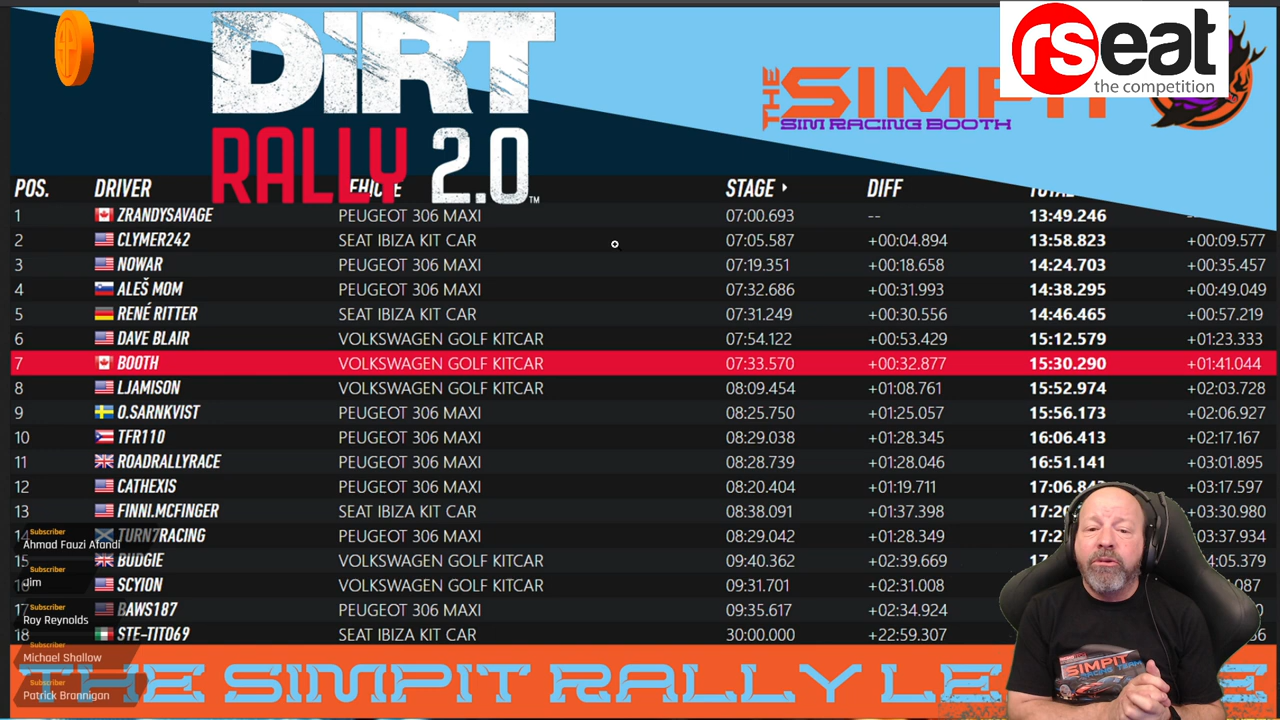 DiRT
RALLY 2.0™
THE SIMPIT
SIM RACING BOOTH
rseat
the competition
POS. DRIVER EHICLE STAGE DIFF
1 ZRANDYSAVAGE PEUGEOT 306 MAXI 07:00.693 -- 13:49.246
2 CLYMER242 SEAT IBIZA KIT CAR 07:05.587 +00:04.894 13:58.823 +00:09.577
3 NOWAR PEUGEOT 306 MAXI 07:19.351 +00:18.658 14:24.703 +00:35.457
4 ALEŠ MOM PEUGEOT 306 MAXI 07:32.686 +00:31.993 14:38.295 +00:49.049
5 RENÉ RITTER SEAT IBIZA KIT CAR 07:31.249 +00:30.556 14:46.465 +00:57.219
6 DAVE BLAIR VOLKSWAGEN GOLF KITCAR 07:54.122 +00:53.429 15:12.579 +01:23.333
7 BOOTH VOLKSWAGEN GOLF KITCAR 07:33.570 +00:32.877 15:30.290 +01:41.044
8 LJAMISON VOLKSWAGEN GOLF KITCAR 08:09.454 +01:08.761 15:52.974 +02:03.728
9 O.SARNKVIST PEUGEOT 306 MAXI 08:25.750 +01:25.057 15:56.173 +02:06.927
10 TFR110 PEUGEOT 306 MAXI 08:29.038 +01:28.345 16:06.413 +02:17.167
11 ROADRALLYRACE PEUGEOT 306 MAXI 08:28.739 +01:28.046 16:51.141 +03:01.895
12 CATHEXIS PEUGEOT 306 MAXI 08:20.404 +01:19.711 +03:17.597
13 FINNI.MCFINGER SEAT IBIZA KIT CAR 08:38.091 +01:37.398 +03:30.980
14 TURN7RACING PEUGEOT 306 MAXI 08:29.042 +01:28.349 +03:37.934
15 BUDGIE VOLKSWAGEN GOLF KITCAR 09:40.362 +02:39.669
16 SCYION VOLKSWAGEN GOLF KITCAR 09:31.701 +02:31.008
17 BAWS187 PEUGEOT 306 MAXI 09:35.617 +02:34.924
18 STE-TITO69 SEAT IBIZA KIT CAR 30:00.000 +22:59.307
Subscriber
Ahmad Fauzi Afandi
Subscriber
Jim
Subscriber
Ray Reynolds
Subscriber
Michael Shallow
Subscriber
Patrick Brannigan
SIMPIT
RACING TEAM
THE SIMPIT RALLY LE